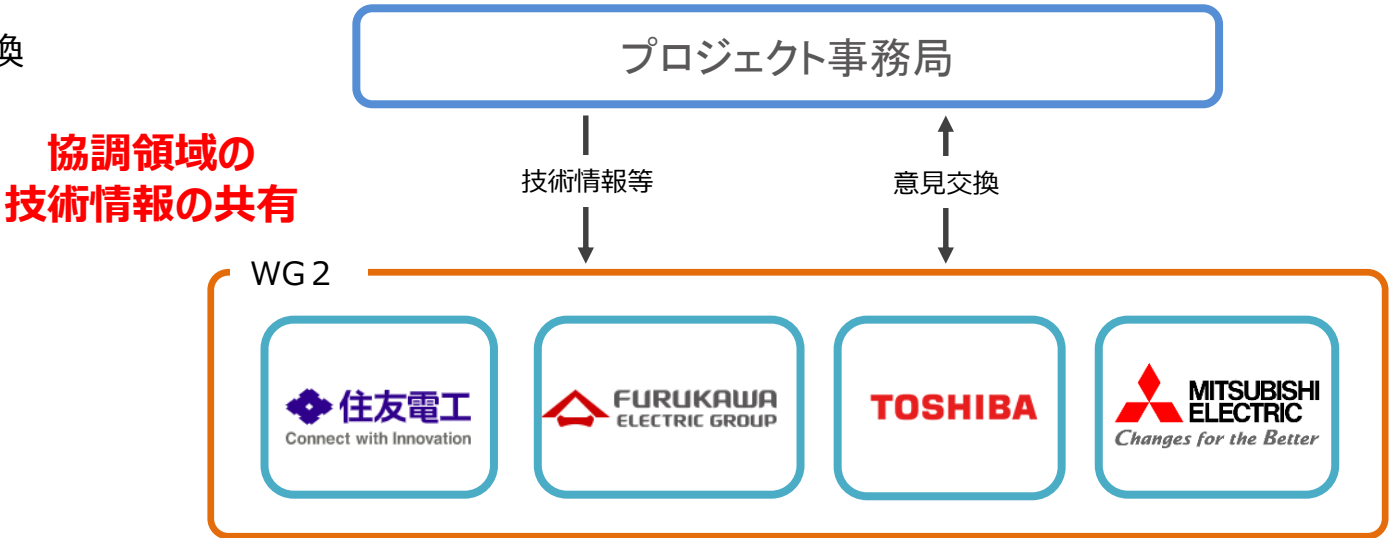 換
プロジェクト事務局
協調領域の
技術情報の共有
技術情報等
意見交換
WG2
住友電工
Connect with Innovation
FURUKAWA
ELECTRIC GROUP
TOSHIBA
MITSUBISHI
ELECTRIC
Changes for the Better